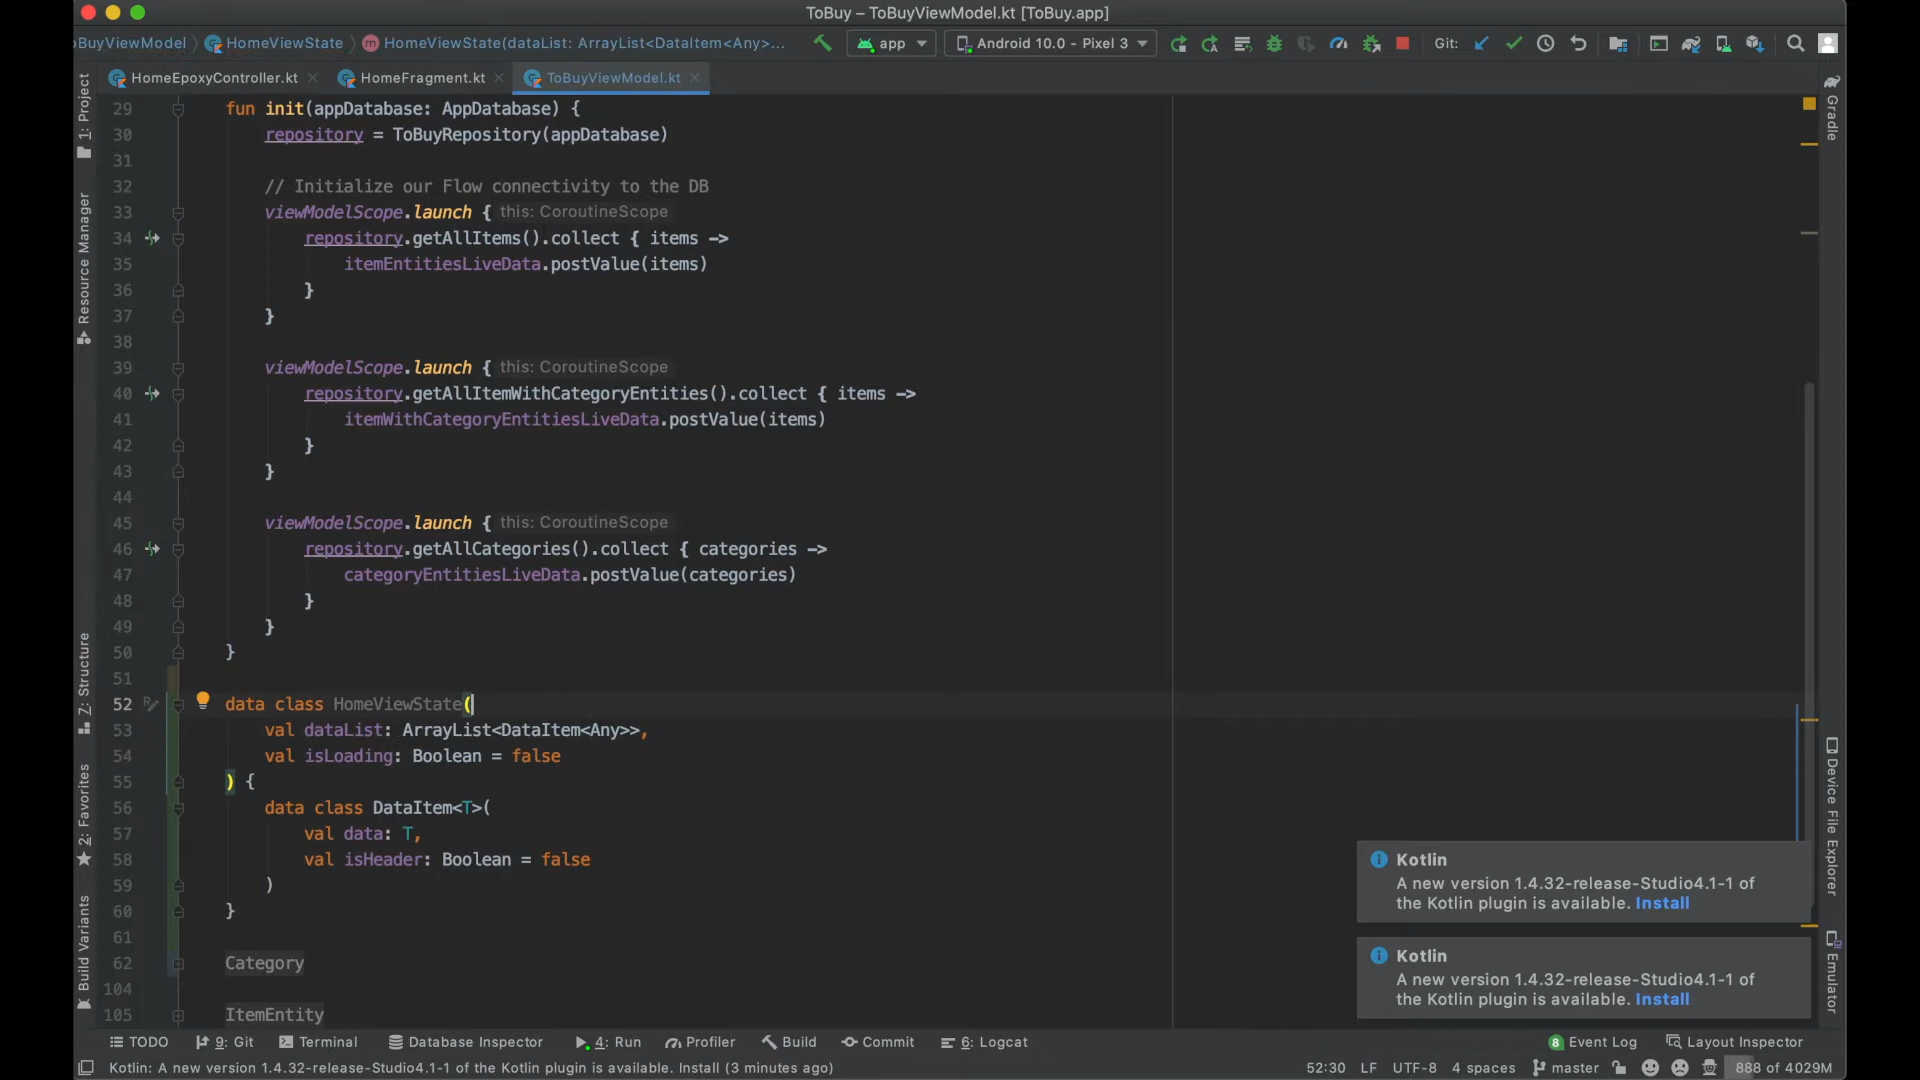 ToBuy – ToBuyViewModel.kt [ToBuy.app]
BuyViewModel HomeViewState HomeViewState(dataList: ArrayList<DataItem<Any>... app Android 10.0 - Pixel 3 Git:
HomeEpoxyController.kt HomeFragment.kt ToBuyViewModel.kt
1: Project
Resource Manager
Z: Structure
2: Favorites
Build Variants
29 fun init(appDatabase: AppDatabase) {
30 repository = ToBuyRepository(appDatabase)
31
32 // Initialize our Flow connectivity to the DB
33 viewModelScope.launch { this: CoroutineScope
34 repository.getAllItems().collect { items ->
35 itemEntitiesLiveData.postValue(items)
36 }
37 }
38
39 viewModelScope.launch { this: CoroutineScope
40 repository.getAllItemWithCategoryEntities().collect { items ->
41 itemWithCategoryEntitiesLiveData.postValue(items)
42 }
43 }
44
45 viewModelScope.launch { this: CoroutineScope
46 repository.getAllCategories().collect { categories ->
47 categoryEntitiesLiveData.postValue(categories)
48 }
49 }
50 }
51
52 data class HomeViewState(
53 val dataList: ArrayList<DataItem<Any>>,
54 val isLoading: Boolean = false
55 ) {
56 data class DataItem<T>(
57 val data: T,
58 val isHeader: Boolean = false
59 )
60 }
61
62 Category
104
105 ItemEntity
Gradle
Device File Explorer
Emulator
Kotlin
A new version 1.4.32-release-Studio4.1-1 of
the Kotlin plugin is available. Install
Kotlin
A new version 1.4.32-release-Studio4.1-1 of
the Kotlin plugin is available. Install
TODO 9: Git Terminal Database Inspector 4: Run Profiler Build Commit 6: Logcat 8 Event Log Layout Inspector
Kotlin: A new version 1.4.32-release-Studio4.1-1 of the Kotlin plugin is available. Install (3 minutes ago) 52:30 LF UTF-8 4 spaces master 888 of 4029M